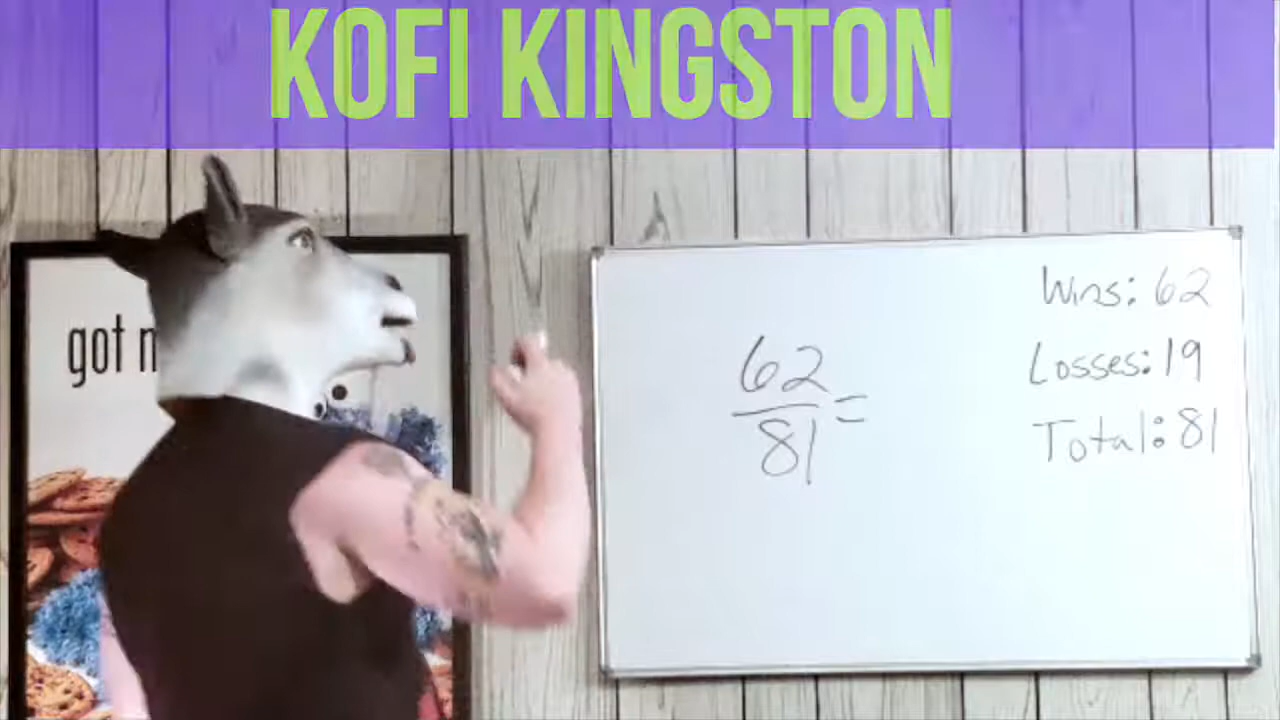 KOFI KINGSTON
got m
Wins: 62
Losses: 19
Total: 81
62
81 =